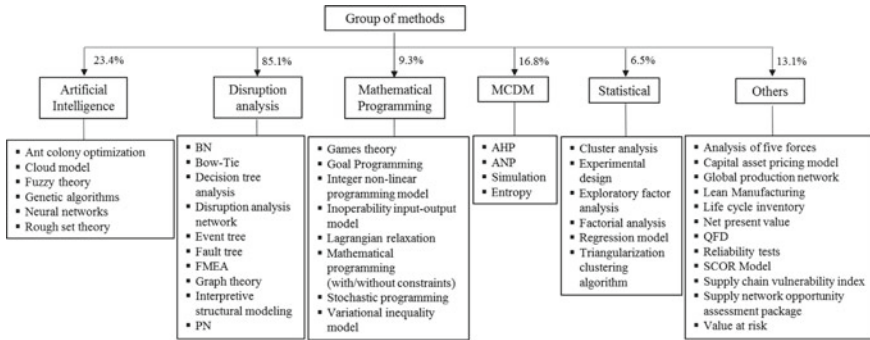 Group of methods
23.4%
85.1%
9.3%
16.8%
6.5%
13.1%
Artificial
Intelligence
Disruption
analysis
Mathematical
Programming
MCDM
Statistical
Others
▪ Ant colony optimization
▪ Cloud model
▪ Fuzzy theory
▪ Genetic algorithms
▪ Neural networks
▪ Rough set theory
▪ BN
▪ Bow-Tie
▪ Decision tree
analysis
▪ Disruption analysis
network
▪ Event tree
▪ Fault tree
▪ FMEA
▪ Graph theory
▪ Interpretive
structural modeling
▪ PN
▪ Games theory
▪ Goal Programming
▪ Integer non-linear
programming model
▪ Inoperability input-output
model
▪ Lagrangian relaxation
▪ Mathematical
programming
(with/without constraints)
▪ Stochastic programming
▪ Variational inequality
model
▪ AHP
▪ ANP
▪ Simulation
▪ Entropy
▪ Cluster analysis
▪ Experimental
design
▪ Exploratory factor
analysis
▪ Factorial analysis
▪ Regression model
▪ Triangularization
clustering
algorithm
▪ Analysis of five forces
▪ Capital asset pricing model
▪ Global production network
▪ Lean Manufacturing
▪ Life cycle inventory
▪ Net present value
▪ QFD
▪ Reliability tests
▪ SCOR Model
▪ Supply chain vulnerability index
▪ Supply network opportunity
assessment package
▪ Value at risk